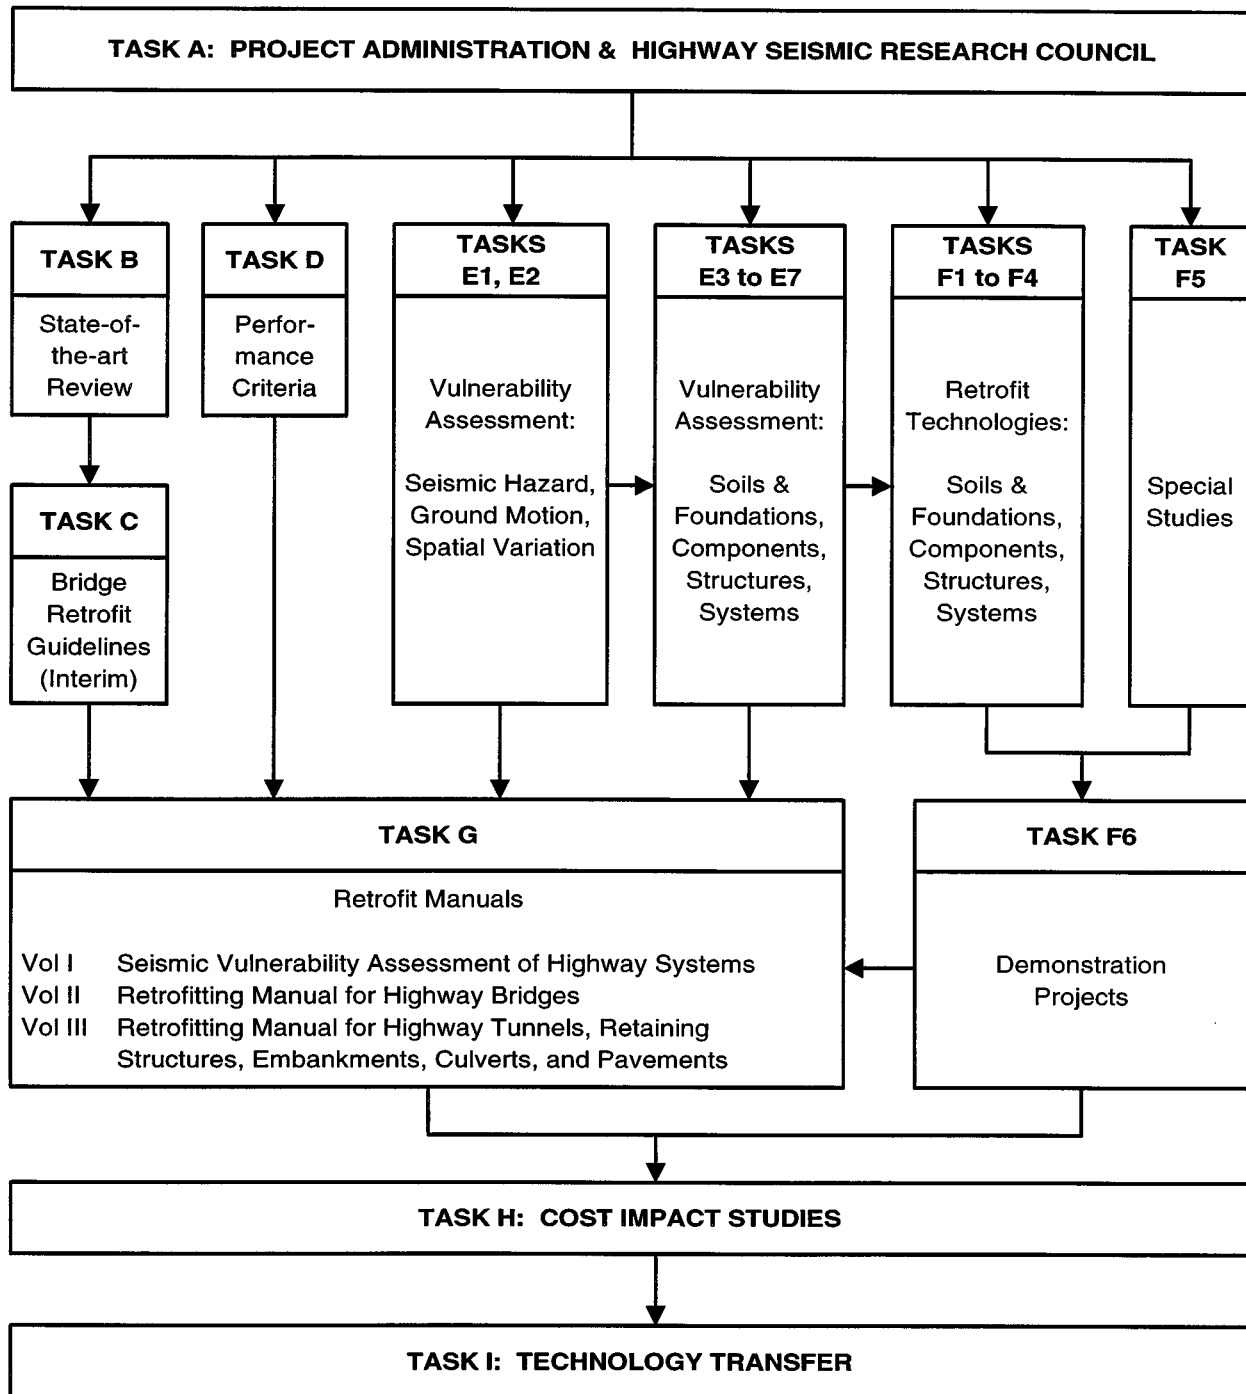 TASK A: PROJECT ADMINISTRATION & HIGHWAY SEISMIC RESEARCH COUNCIL
TASK B
State-of-
the-art
Review
TASK C
Bridge
Retrofit
Guidelines
(Interim)
TASK D
Perfor-
mance
Criteria
TASKS
E1, E2
Vulnerability
Assessment:
Seismic Hazard,
Ground Motion,
Spatial Variation
TASKS
E3 to E7
Vulnerability
Assessment:
Soils &
Foundations,
Components,
Structures,
Systems
TASKS
F1 to F4
Retrofit
Technologies:
Soils &
Foundations,
Components,
Structures,
Systems
TASK
F5
Special
Studies
TASK G
Retrofit Manuals
Vol I Seismic Vulnerability Assessment of Highway Systems
Vol II Retrofitting Manual for Highway Bridges
Vol III Retrofitting Manual for Highway Tunnels, Retaining
Structures, Embankments, Culverts, and Pavements
TASK F6
Demonstration
Projects
TASK H: COST IMPACT STUDIES
TASK I: TECHNOLOGY TRANSFER